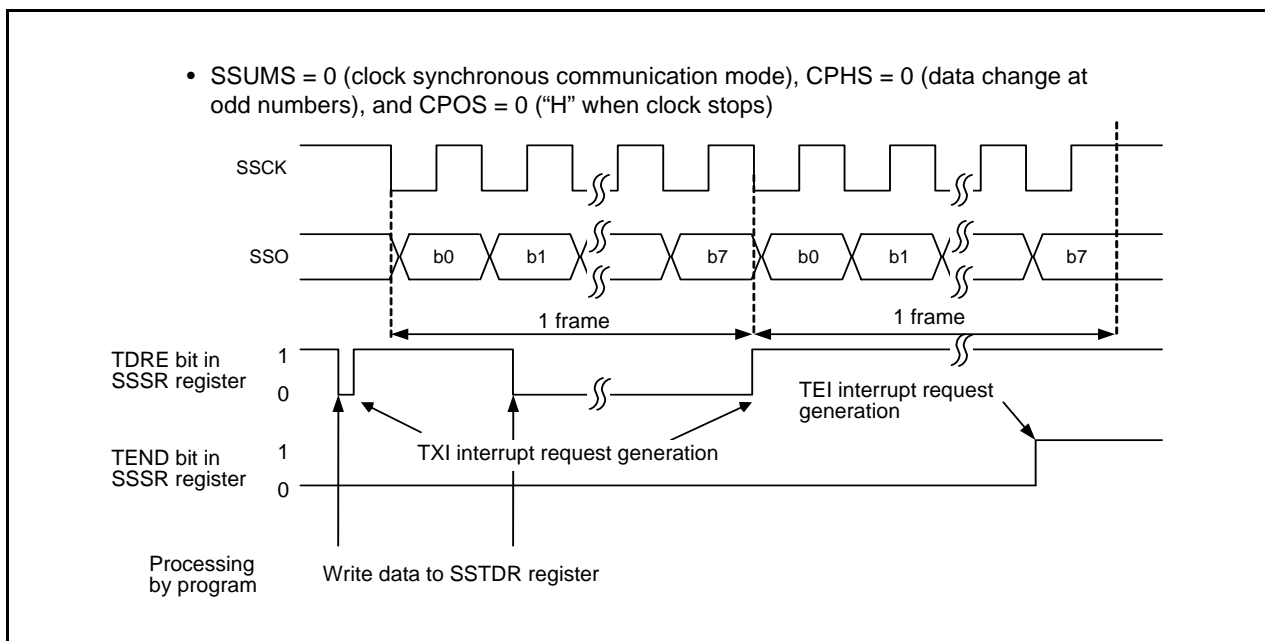 • SSUMS = 0 (clock synchronous communication mode), CPHS = 0 (data change at
odd numbers), and CPOS = 0 (“H” when clock stops)
SSCK
SSO
b0
b1
b7
b0
b1
b7
1 frame
1 frame
TDRE bit in
SSSR register
1
0
TEI interrupt request
generation
TXI interrupt request generation
TEND bit in
SSSR register
1
0
Processing
by program
Write data to SSTDR register